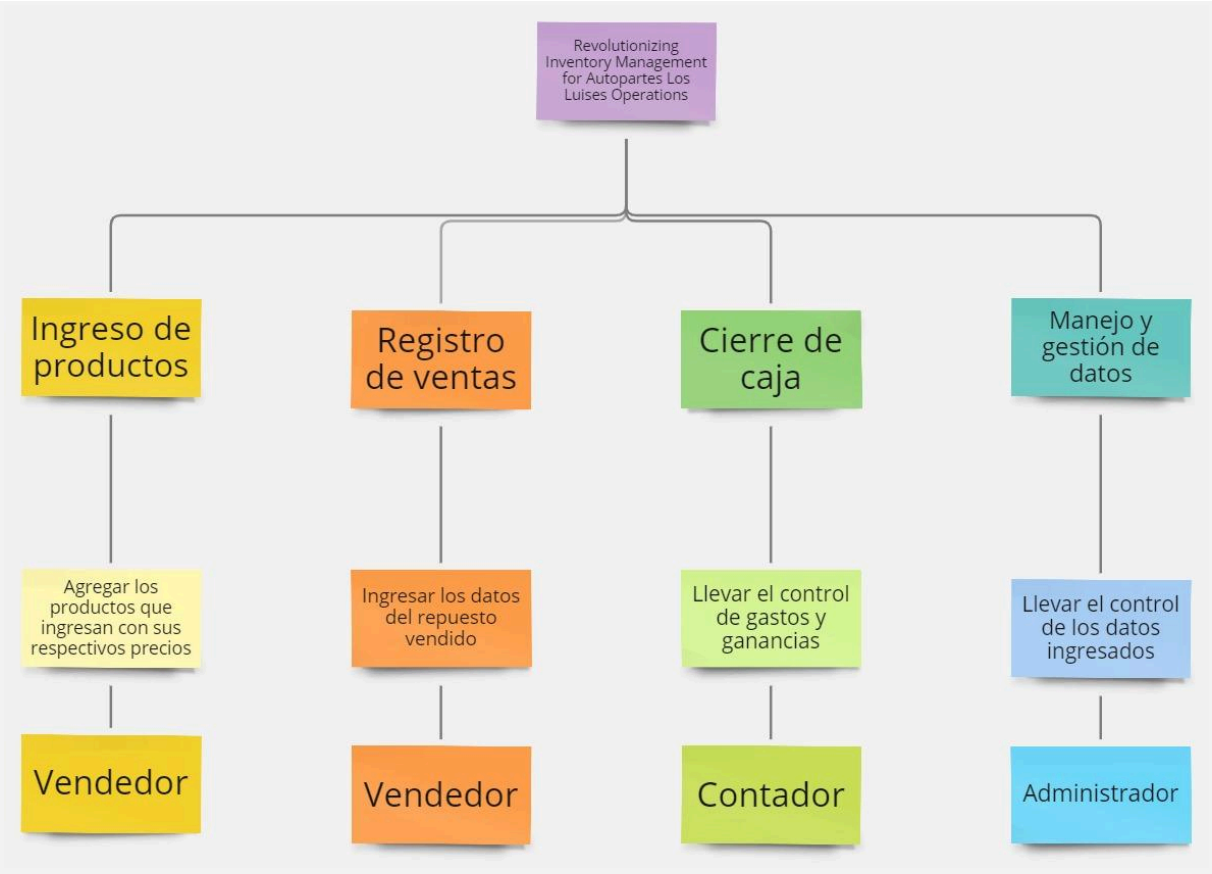 Revolutionizing
Inventory Management
for Autopartes Los
Luises Operations
Ingreso de
productos
Registro
de ventas
Cierre de
caja
Manejo y
gestión de
datos
Agregar los
productos que
ingresan con sus
respectivos precios
Ingresar los datos
del repuesto
vendido
Llevar el control
de gastos y
ganancias
Llevar el control
de los datos
ingresados
Vendedor
Vendedor
Contador
Administrador